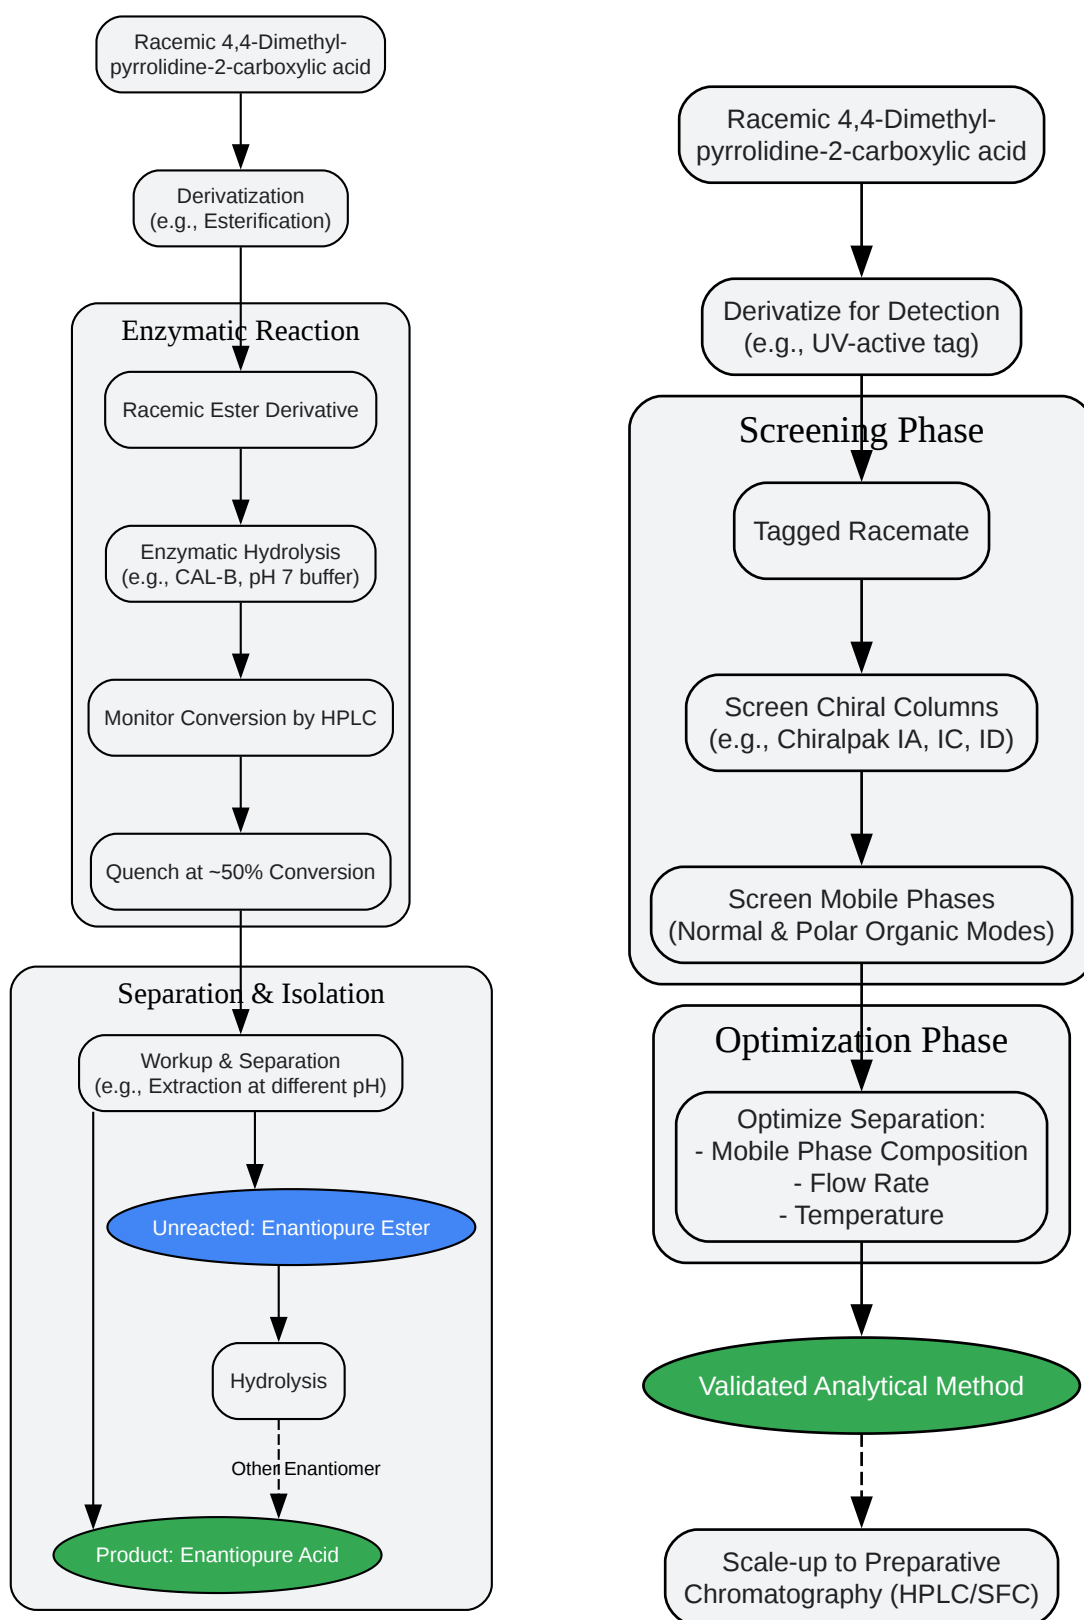 Racemic 4,4-Dimethyl-
pyrrolidine-2-carboxylic acid
Derivatization
(e.g., Esterification)
Enzymatic Reaction
Racemic Ester Derivative
Enzymatic Hydrolysis
(e.g., CAL-B, pH 7 buffer)
Monitor Conversion by HPLC
Quench at ~50% Conversion
Separation & Isolation
Workup & Separation
(e.g., Extraction at different pH)
Unreacted: Enantiopure Ester
Hydrolysis
Other Enantiomer
Product: Enantiopure Acid
Racemic 4,4-Dimethyl-
pyrrolidine-2-carboxylic acid
Derivatize for Detection
(e.g., UV-active tag)
Screening Phase
Tagged Racemate
Screen Chiral Columns
(e.g., Chiralpak IA, IC, ID)
Screen Mobile Phases
(Normal & Polar Organic Modes)
Optimization Phase
Optimize Separation:
- Mobile Phase Composition
- Flow Rate
- Temperature
Validated Analytical Method
Scale-up to Preparative
Chromatography (HPLC/SFC)